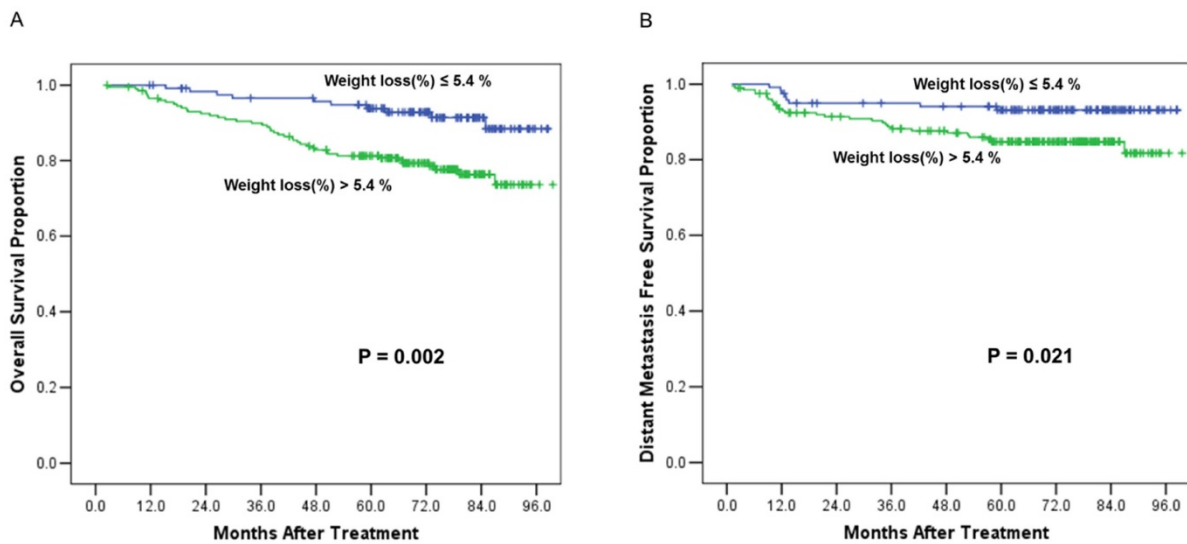 A
Overall Survival Proportion
1.0
0.8
0.6
0.4
0.2
0.0
Weight loss(%) ≤ 5.4 %
Weight loss(%) > 5.4 %
P = 0.002
0.0 12.0 24.0 36.0 48.0 60.0 72.0 84.0 96.0
Months After Treatment
B
Distant Metastasis Free Survival Proportion
1.0
0.8
0.6
0.4
0.2
0.0
Weight loss(%) ≤ 5.4 %
Weight loss(%) > 5.4 %
P = 0.021
0.0 12.0 24.0 36.0 48.0 60.0 72.0 84.0 96.0
Months After Treatment